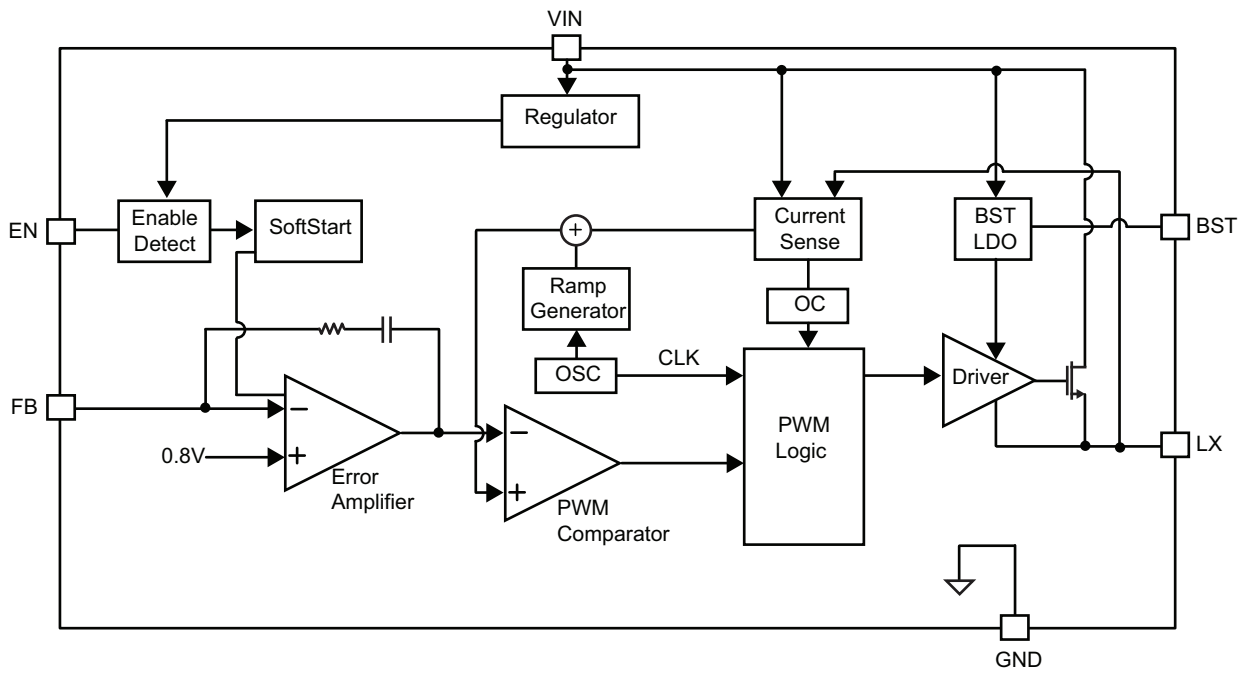 VIN
Regulator
EN
Enable
Detect
SoftStart
Current
Sense
BST
LDO
BST
+
Ramp
Generator
OC
OSC
CLK
FB
−
0.8V
+
Error
Amplifier
−
+
PWM
Comparator
PWM
Logic
Driver
LX
GND